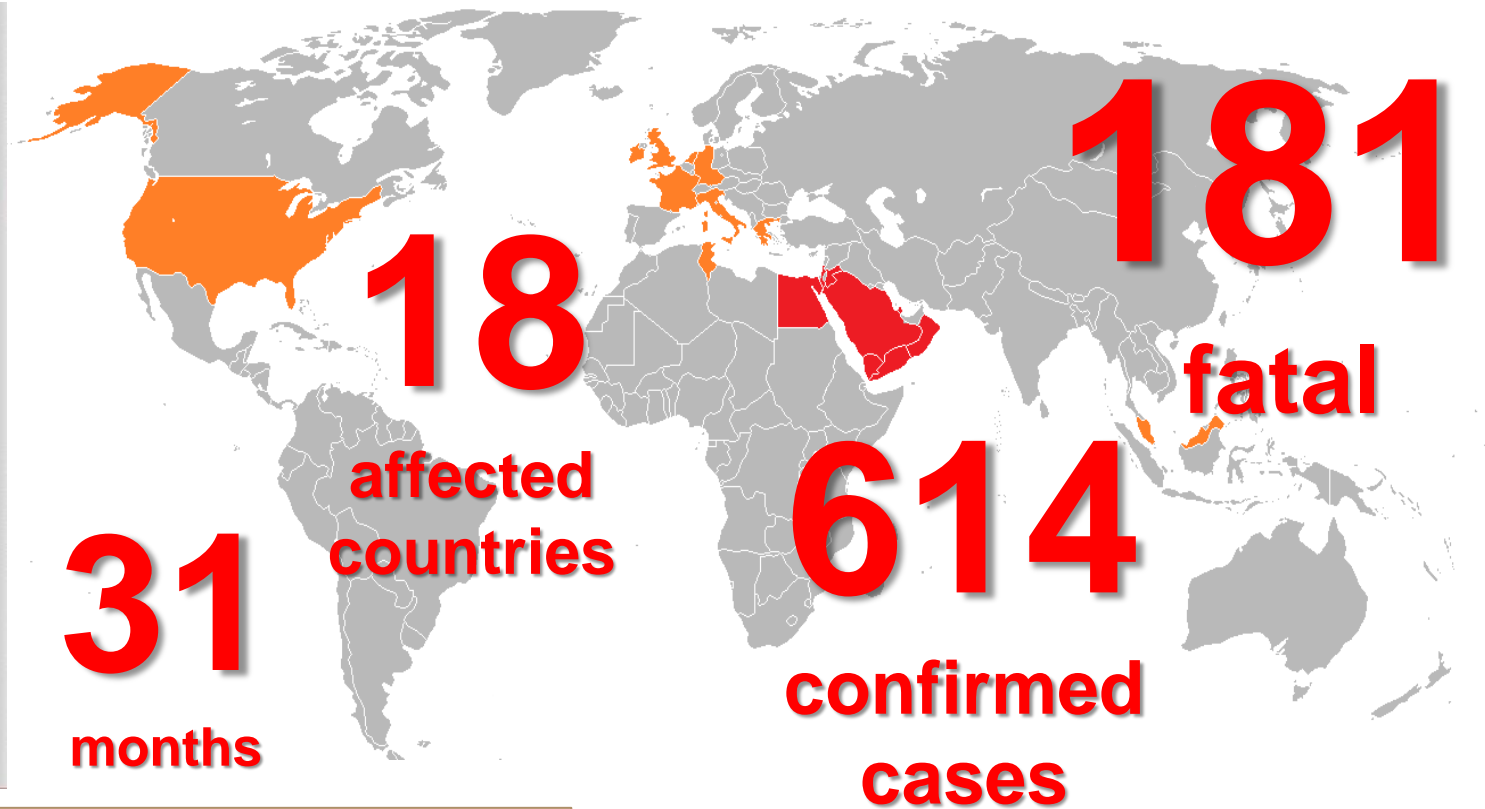 181
fatal
18
affected
countries
614
confirmed
cases
31
months